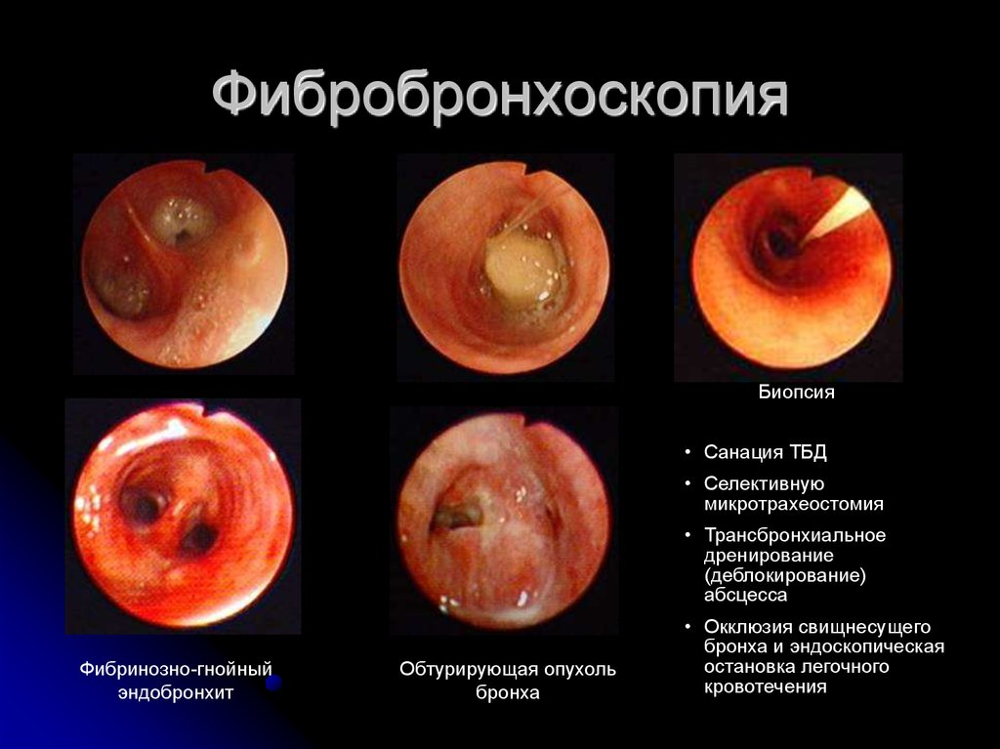 Фибробронхоскопия
Биопсия
• Санация ТБД
• Селективную
микротрахеостомия
• Трансбронхиальное
дренирование
(деблокирование)
абсцесса
• Окклюзия свищнесущего
бронха и эндоскопическая
остановка легочного
кровотечения
Фибринозно-гнойный
эндобронхит
Обтурирующая опухоль
бронха